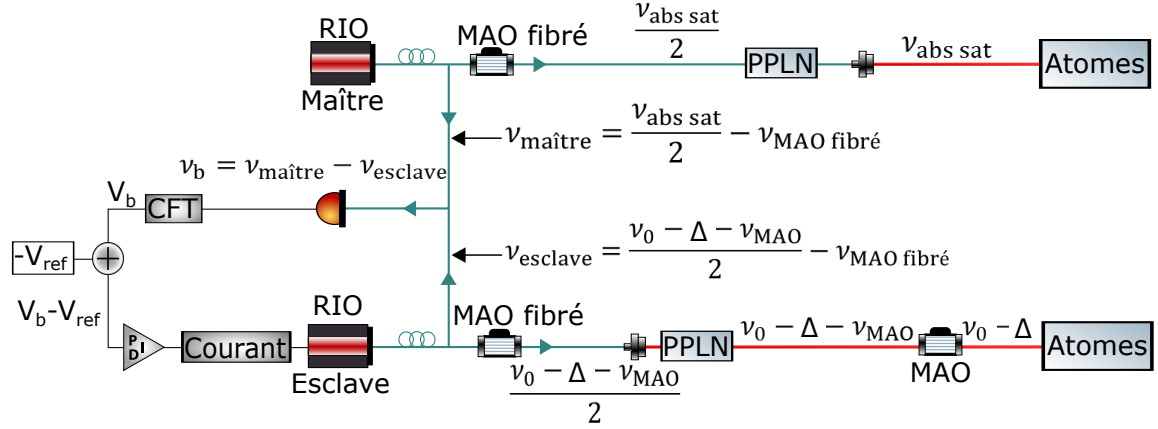 RIO
Maître
MAO fibré
ν_abs sat / 2
PPLN
ν_abs sat
Atomes
ν_maître = ν_abs sat / 2 − ν_MAO fibré
ν_b = ν_maître − ν_esclave
V_b
CFT
-V_ref
+
ν_esclave = (ν_0 − Δ − ν_MAO) / 2 − ν_MAO fibré
V_b-V_ref
P I D
Courant
RIO
Esclave
MAO fibré
(ν_0 − Δ − ν_MAO) / 2
PPLN
ν_0 − Δ − ν_MAO
MAO
ν_0 − Δ
Atomes